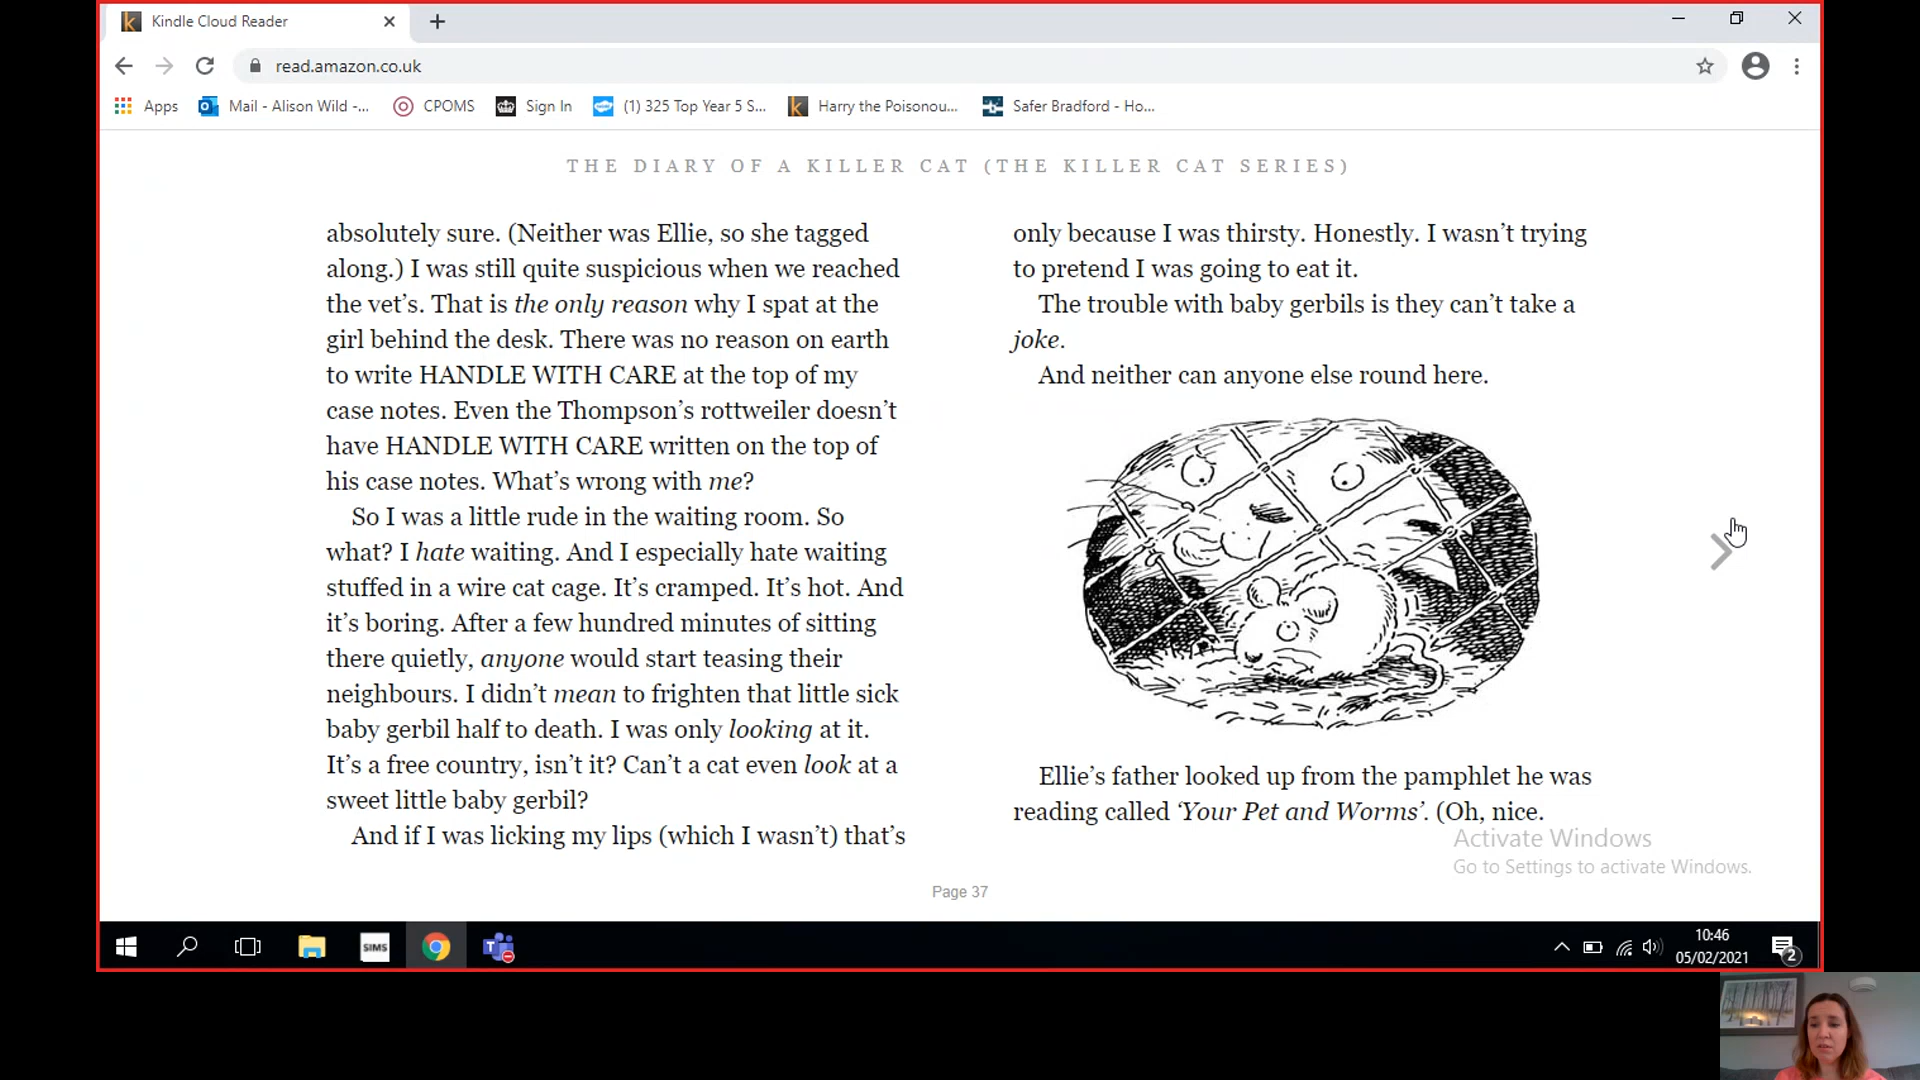 Kindle Cloud Reader
read.amazon.co.uk
Apps
Mail - Alison Wild -...
CPOMS
Sign In
(1) 325 Top Year 5 S...
Harry the Poisonou...
Safer Bradford - Ho...
THE DIARY OF A KILLER CAT (THE KILLER CAT SERIES)
absolutely sure. (Neither was Ellie, so she tagged
along.) I was still quite suspicious when we reached
the vet's. That is the only reason why I spat at the
girl behind the desk. There was no reason on earth
to write HANDLE WITH CARE at the top of my
case notes. Even the Thompson's rottweiler doesn't
have HANDLE WITH CARE written on the top of
his case notes. What's wrong with me?
So I was a little rude in the waiting room. So
what? I hate waiting. And I especially hate waiting
stuffed in a wire cat cage. It's cramped. It's hot. And
it's boring. After a few hundred minutes of sitting
there quietly, anyone would start teasing their
neighbours. I didn't mean to frighten that little sick
baby gerbil half to death. I was only looking at it.
It's a free country, isn't it? Can't a cat even look at a
sweet little baby gerbil?
And if I was licking my lips (which I wasn't) that's
only because I was thirsty. Honestly. I wasn't trying
to pretend I was going to eat it.
The trouble with baby gerbils is they can't take a
joke.
And neither can anyone else round here.
Ellie's father looked up from the pamphlet he was
reading called 'Your Pet and Worms'. (Oh, nice.
Activate Windows
Go to Settings to activate Windows.
Page 37
SIMS
10:46
05/02/2021
2